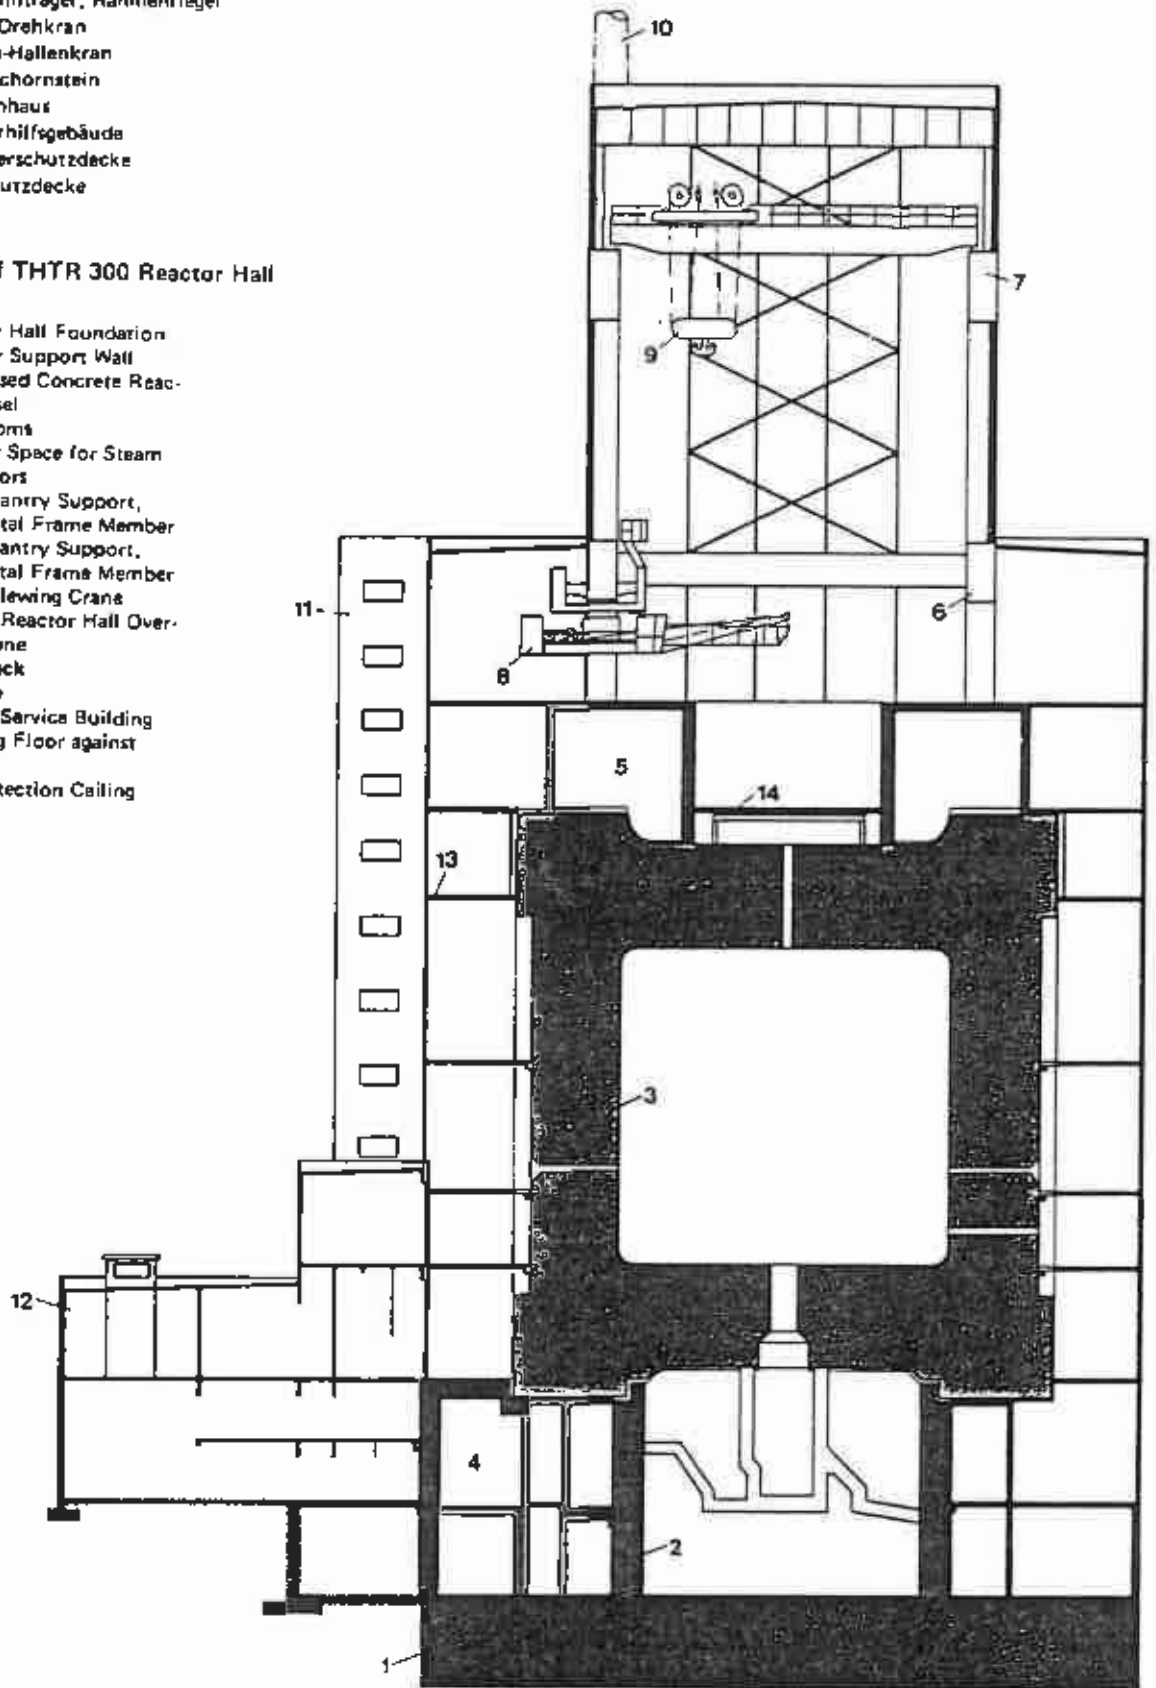 Drehkran
-Hallenkran
chornstein
nhaus
rhilfsgebäude
erschutzdecke
utzdecke
THTR 300 Reactor Hall
Hall Foundation
Support Wall
sed Concrete Reac-
sel
oms
Space for Steam
ors
antry Support,
tal Frame Member
antry Support,
tal Frame Member
lewing Crane
Reactor Hall Over-
ne
ck
Service Building
g Floor against
tection Ceiling
10
7
9
6
11
8
5
14
13
3
12
4
2
1